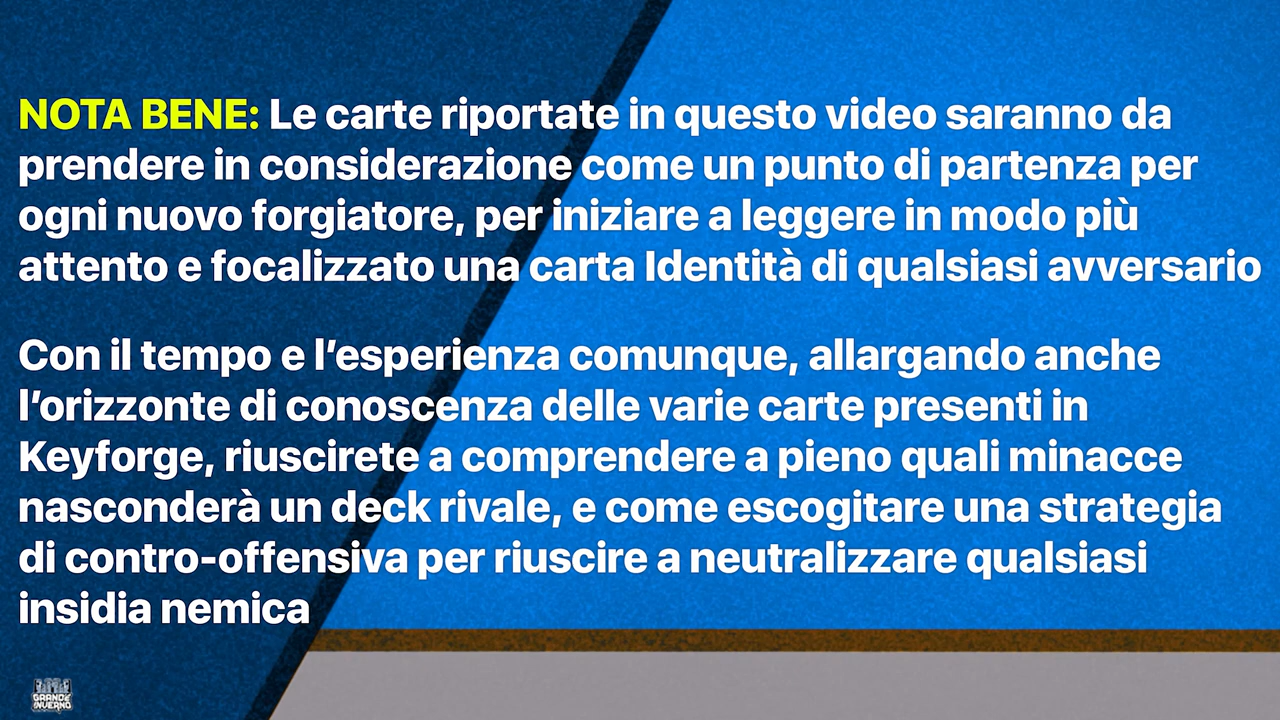 NOTA BENE: Le carte riportate in questo video saranno da
prendere in considerazione come un punto di partenza per
ogni nuovo forgiatore, per iniziare a leggere in modo più
attento e focalizzato una carta Identità di qualsiasi avversario
Con il tempo e l’esperienza comunque, allargando anche
l’orizzonte di conoscenza delle varie carte presenti in
Keyforge, riuscirete a comprendere a pieno quali minacce
nasconderà un deck rivale, e come escogitare una strategia
di contro-offensiva per riuscire a neutralizzare qualsiasi
insidia nemica
GRANDE
INVERNO